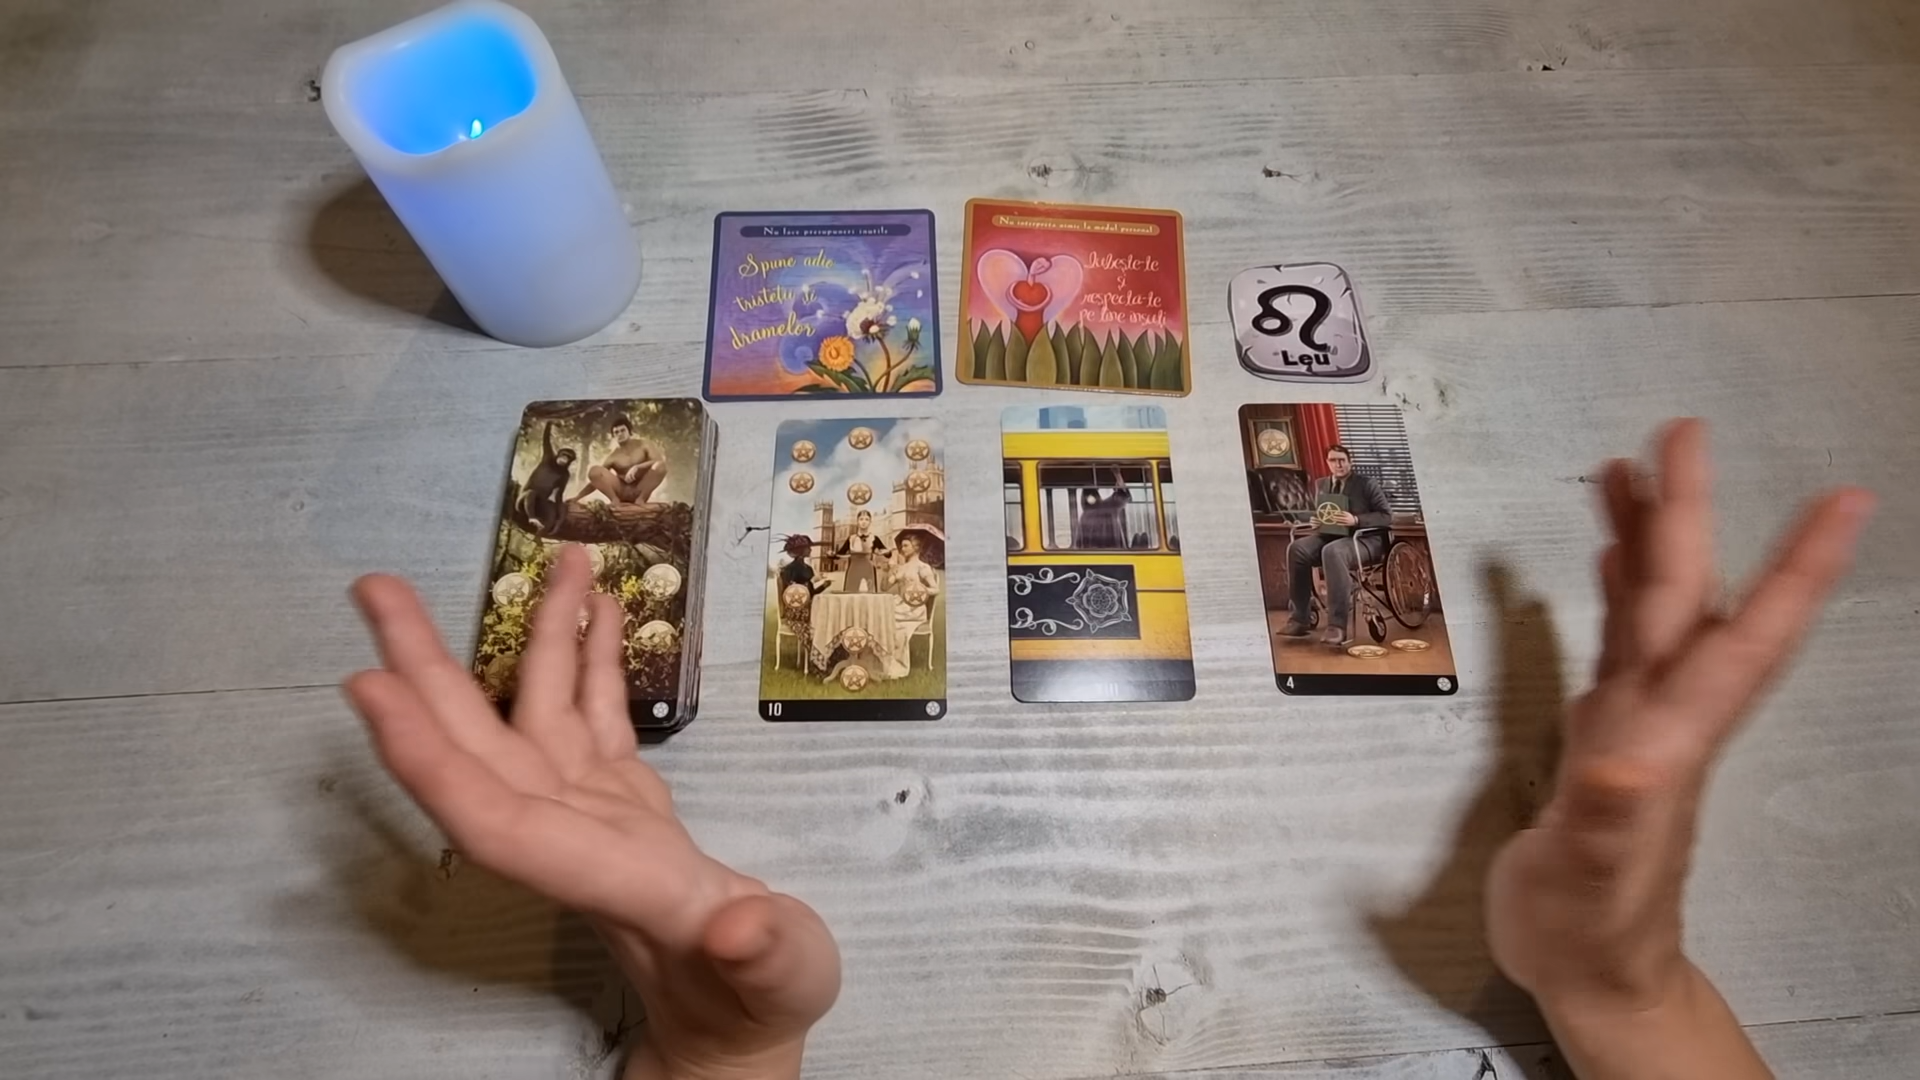 Nu face presupuneri inutile
Spune adio
tristeții și
dramelor
Nu interpreta nimic la modul personal
Iubește-te
și
respectă-te
pe tine însuți
Leu
10
XIII
4